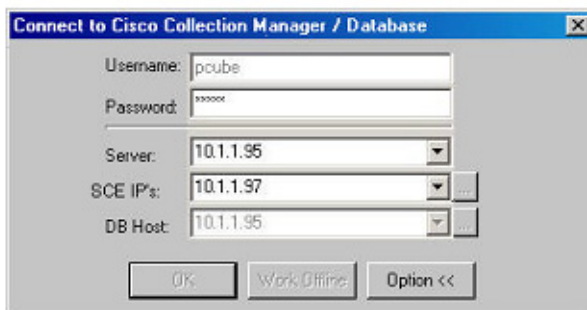 Connect to Cisco Collection Manager / Database
Username: pcube
Password: ******
Server: 10.1.1.95
SCE IP's: 10.1.1.97 ...
DB Host: 10.1.1.95 ...
OK Work Offline Option <<